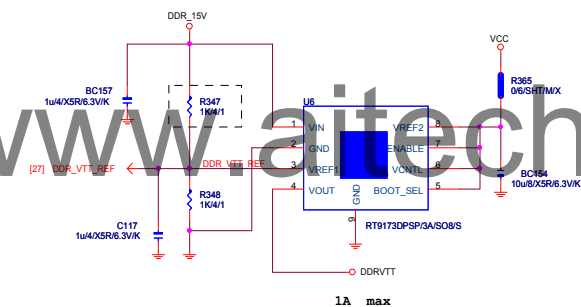 DDR_15V
VCC
BC157
1u/4/X5R/6.3V/K
R347
1K/4/1
R365
0/6/SHT/M/X
U6
1 VIN VREF2 8
2 GND ENABLE 7
3 VREF1 VCNTL 6
4 VOUT BOOT_SEL 5
GND
9
www.aitech
[27] DDR_VTT_REF
DDR_VTT_REF
BC154
10u/8/X5R/6.3V/K
R348
1K/4/1
C117
1u/4/X5R/6.3V/K
RT9173DPSP/3A/SO8/S
DDRVTT
1A max